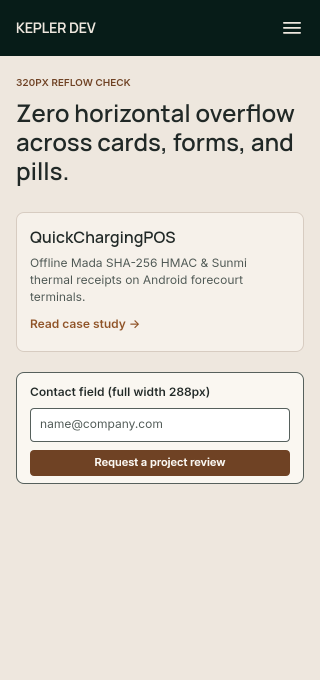 KEPLER DEV
320PX REFLOW CHECK
Zero horizontal overflow
across cards, forms, and
pills.
QuickChargingPOS
Offline Mada SHA-256 HMAC & Sunmi
thermal receipts on Android forecourt
terminals.
Read case study →
Contact field (full width 288px)
name@company.com
Request a project review